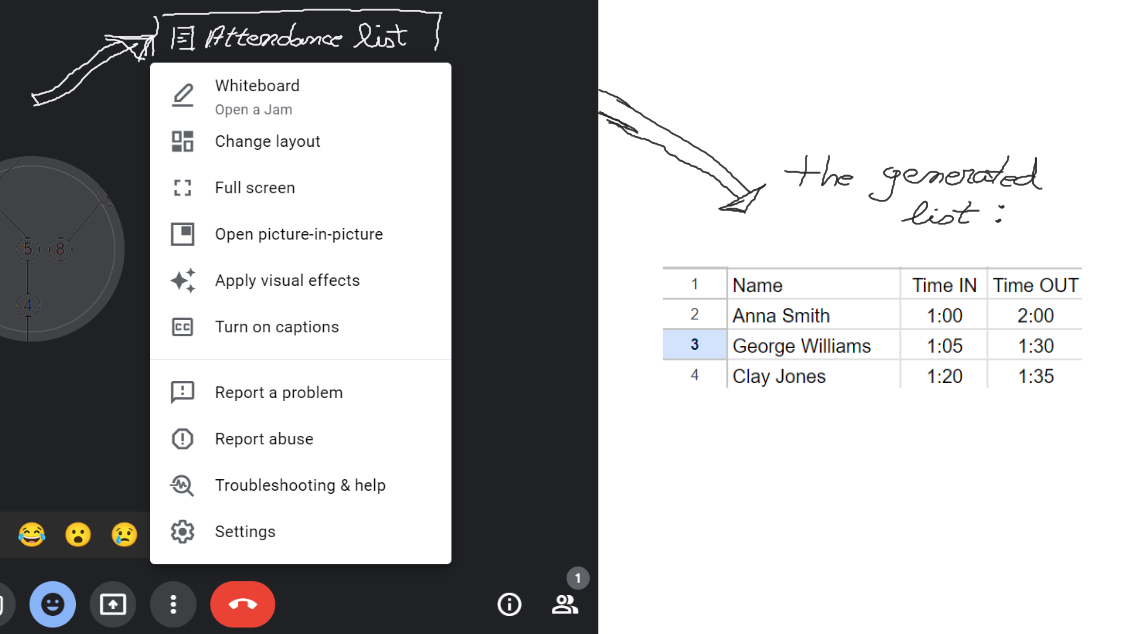 Attendance list
Whiteboard
Open a Jam
Change layout
Full screen
Open picture-in-picture
Apply visual effects
CC Turn on captions
Report a problem
Report abuse
Troubleshooting & help
Settings
5 8
4
1
the generated
list:
1 Name Time IN Time OUT
2 Anna Smith 1:00 2:00
3 George Williams 1:05 1:30
4 Clay Jones 1:20 1:35